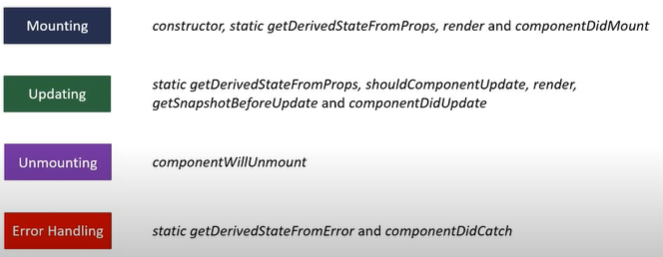 Mounting
constructor, static getDerivedStateFromProps, render and componentDidMount
Updating
static getDerivedStateFromProps, shouldComponentUpdate, render,
getSnapshotBeforeUpdate and componentDidUpdate
Unmounting
componentWillUnmount
Error Handling
static getDerivedStateFromError and componentDidCatch